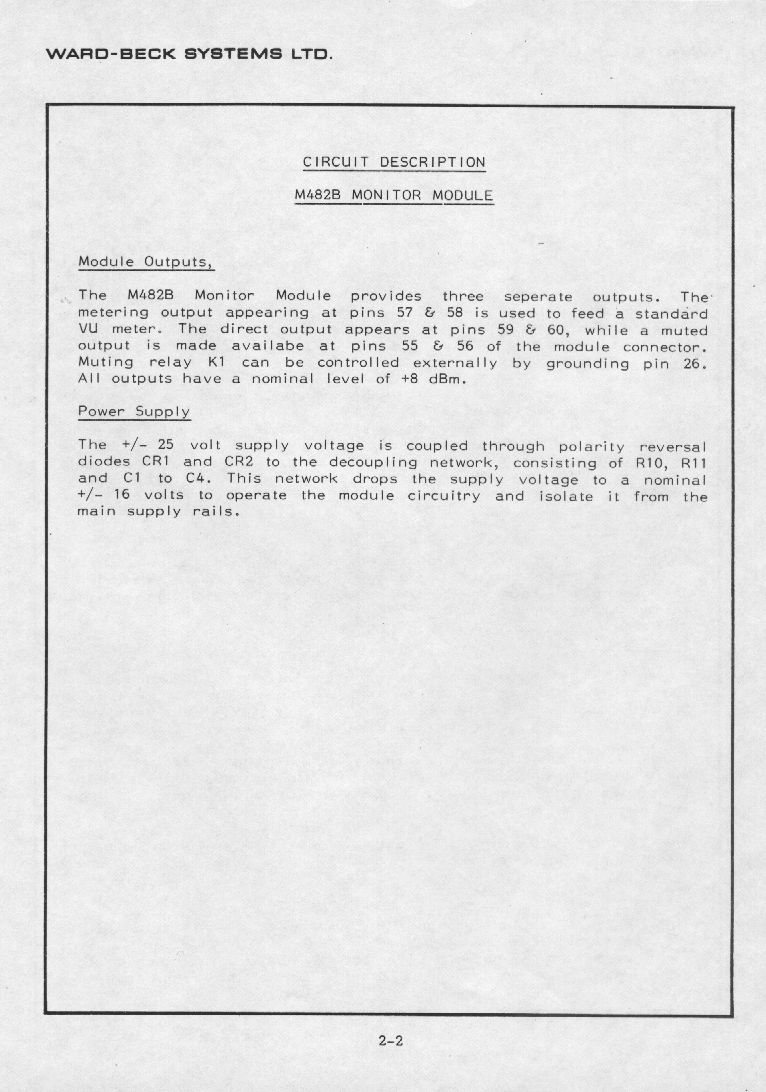 WARD-BECK SYSTEMS LTD.
CIRCUIT DESCRIPTION
M482B MONITOR MODULE
Module Outputs,
The M482B Monitor Module provides three seperate outputs. The
metering output appearing at pins 57 & 58 is used to feed a standard
VU meter. The direct output appears at pins 59 & 60, while a muted
output is made availabe at pins 55 & 56 of the module connector.
Muting relay K1 can be controlled externally by grounding pin 26.
All outputs have a nominal level of +8 dBm.
Power Supply
The +/- 25 volt supply voltage is coupled through polarity reversal
diodes CR1 and CR2 to the decoupling network, consisting of R10, R11
and C1 to C4. This network drops the supply voltage to a nominal
+/- 16 volts to operate the module circuitry and isolate it from the
main supply rails.
2-2